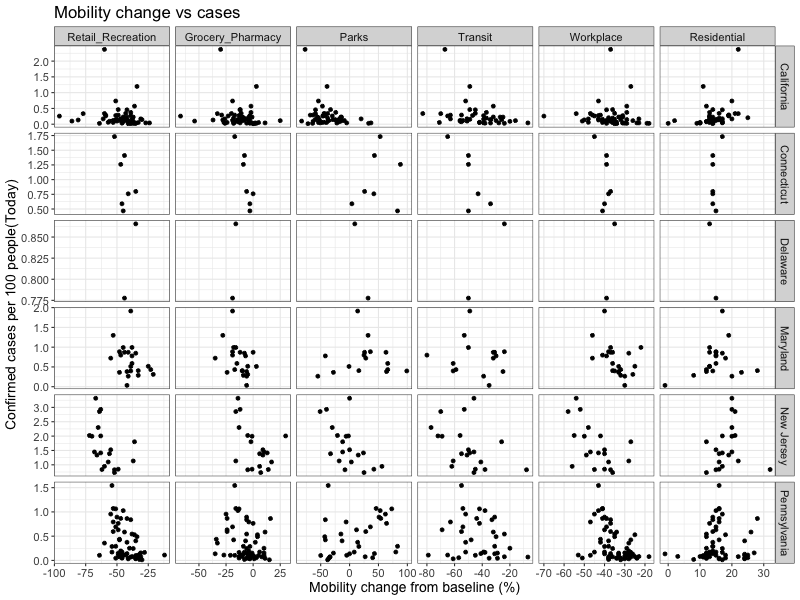 Mobility change vs cases
Retail_Recreation Grocery_Pharmacy Parks Transit Workplace Residential
2.0
1.5
1.0
0.5
0.0
California
1.75
1.50
1.25
1.00
0.75
0.50
Connecticut
0.850
0.825
0.800
0.775
Delaware
2.0
1.5
1.0
0.5
0.0
Maryland
3.0
2.5
2.0
1.5
1.0
New Jersey
1.5
1.0
0.5
0.0
Pennsylvania
Confirmed cases per 100 people(Today)
-100 -75 -50 -25 -50 -25 0 25 -50 0 50 100 -80 -60 -40 -20 -70 -60 -50 -40 -30 -20 0 10 20 30
Mobility change from baseline (%)